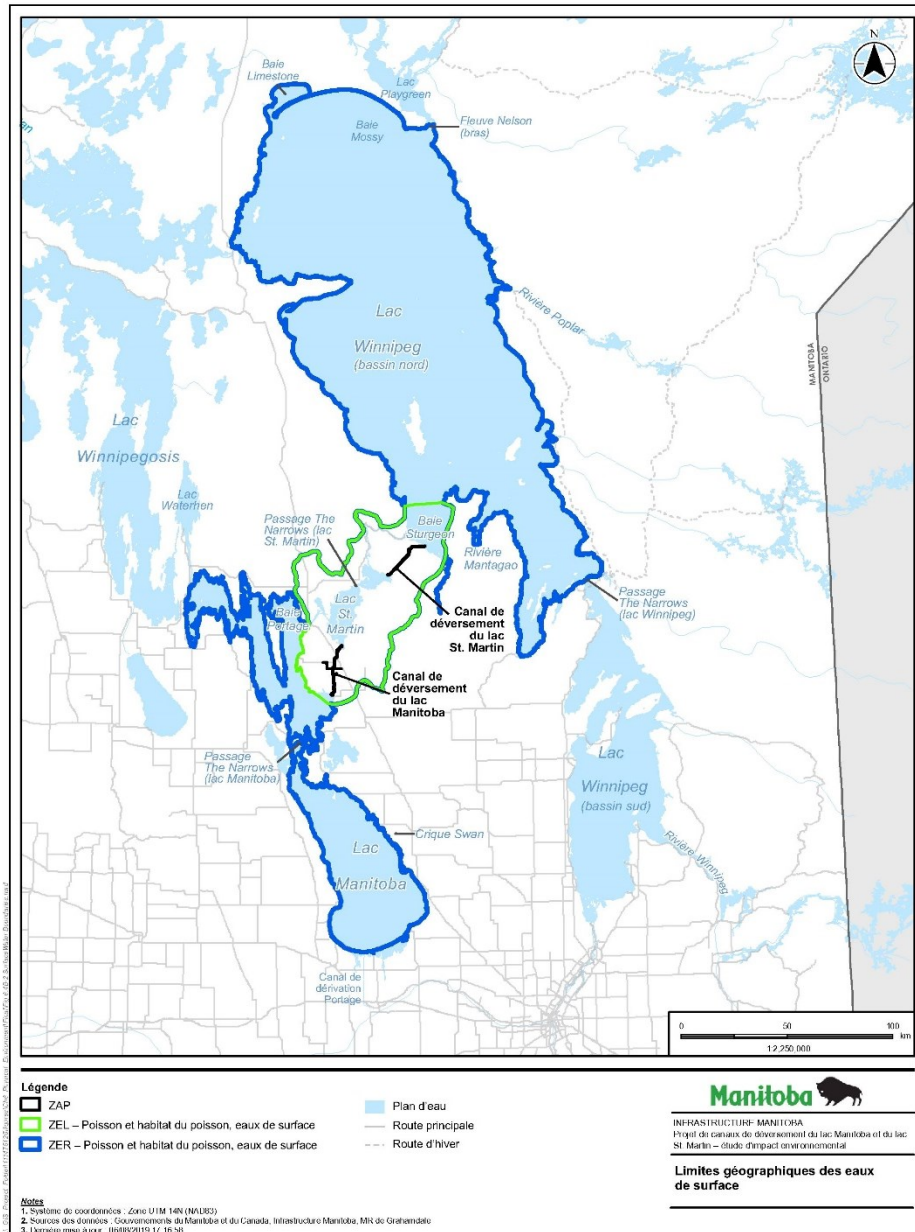 Baie
Limestone
Lac
Playgreen
Baie
Mossy
Fleuve Nelson
(bras)
N
Rivière Poplar
Lac
Winnipeg
(bassin nord)
MANITOBA
ONTARIO
Lac
Winnipegosis
Lac
Waterhen
Passage The
Narrows (lac
St. Martin)
Baie
Sturgeon
Rivière
Mantagao
Passage
The Narrows
(lac Winnipeg)
Lac
St.
Martin
Canal de
déversement
du lac
St. Martin
Baie
Portage
Canal de
déversement
du lac
Manitoba
Passage
The Narrows
(lac Manitoba)
Lac
Winnipeg
(bassin sud)
Crique Swan
Rivière Winnipeg
Lac
Manitoba
Canal de
dérivation
Portage
0 50 100
km
1:2,250,000
Légende
ZAP
ZEL – Poisson et habitat du poisson, eaux de surface
ZER – Poisson et habitat du poisson, eaux de surface
Plan d'eau
Route principale
Route d'hiver
Manitoba
INFRASTRUCTURE MANITOBA
Projet de canaux de déversement du lac Manitoba et du lac
St. Martin – étude d'impact environnemental
Limites géographiques des eaux
de surface
Notes
1. Système de coordonnées : Zone UTM 14N (NAD83)
2. Sources des données : Gouvernements du Manitoba et du Canada, Infrastructure Manitoba, MR de Grahamdale
3. Dernière mise à jour :